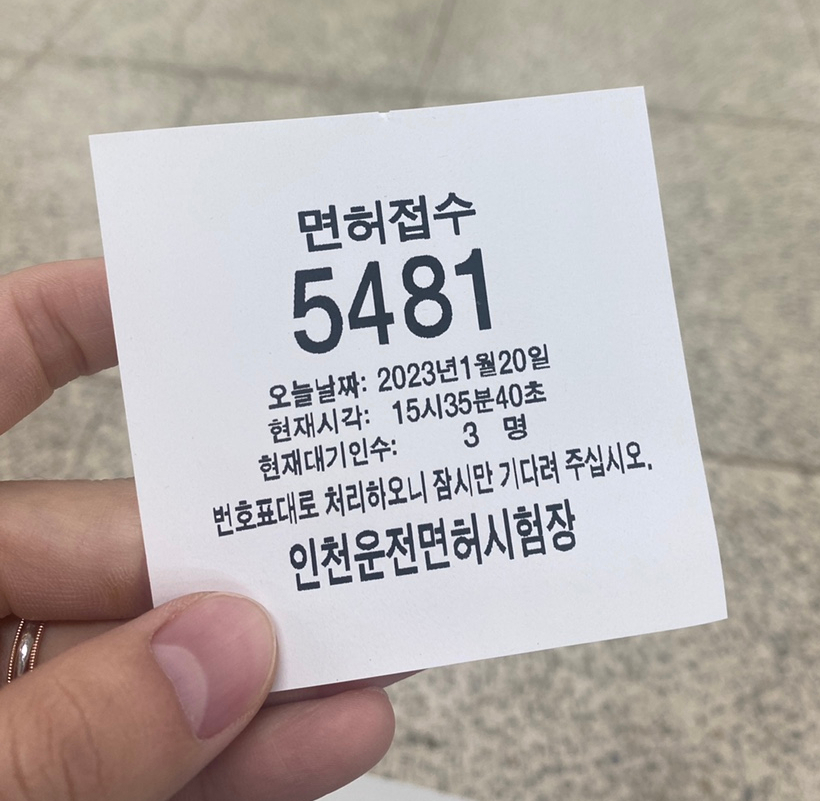 면허접수
5481
오늘날짜: 2023년1월20일
현재시각: 15시35분40초
현재대기인수: 3 명
번호표대로 처리하오니 잠시만 기다려 주십시오.
인천운전면허시험장